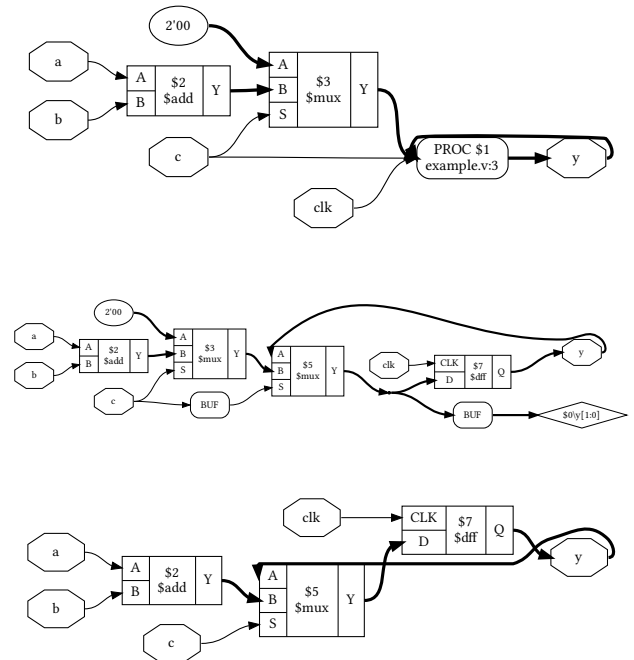 2'00
a
A
B
$2
$add
Y
b
A
B
S
$3
$mux
Y
c
clk
PROC $1
example.v:3
y
2'00
a
A
B
$2
$add
Y
b
A
B
S
$3
$mux
Y
c
BUF
A
B
S
$5
$mux
Y
clk
CLK
D
$7
$dff
Q
y
BUF
$0\y[1:0]
clk
CLK
D
$7
$dff
Q
a
A
B
$2
$add
Y
b
A
B
S
$5
$mux
Y
y
c